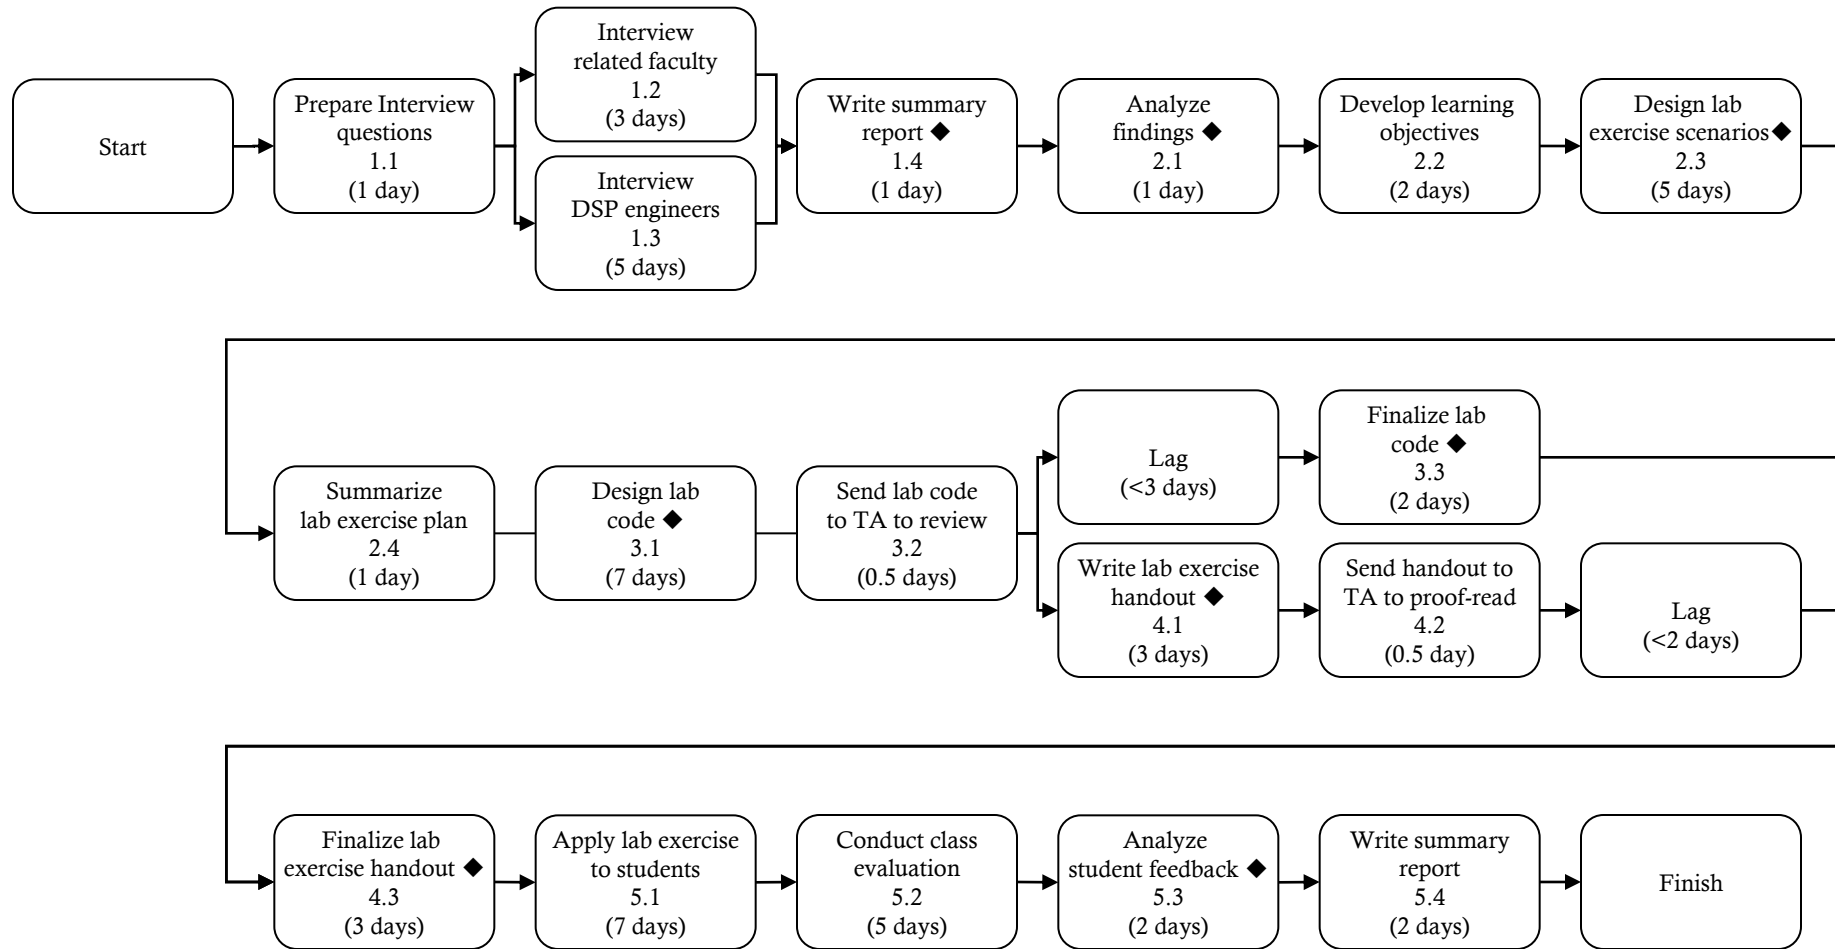 Start
Prepare Interview
questions
1.1
(1 day)
Interview
related faculty
1.2
(3 days)
Interview
DSP engineers
1.3
(5 days)
Write summary
report ◆
1.4
(1 day)
Analyze
findings ◆
2.1
(1 day)
Develop learning
objectives
2.2
(2 days)
Design lab
exercise scenarios◆
2.3
(5 days)
Summarize
lab exercise plan
2.4
(1 day)
Design lab
code ◆
3.1
(7 days)
Send lab code
to TA to review
3.2
(0.5 days)
Lag
(<3 days)
Finalize lab
code ◆
3.3
(2 days)
Write lab exercise
handout ◆
4.1
(3 days)
Send handout to
TA to proof-read
4.2
(0.5 day)
Lag
(<2 days)
Finalize lab
exercise handout ◆
4.3
(3 days)
Apply lab exercise
to students
5.1
(7 days)
Conduct class
evaluation
5.2
(5 days)
Analyze
student feedback ◆
5.3
(2 days)
Write summary
report
5.4
(2 days)
Finish